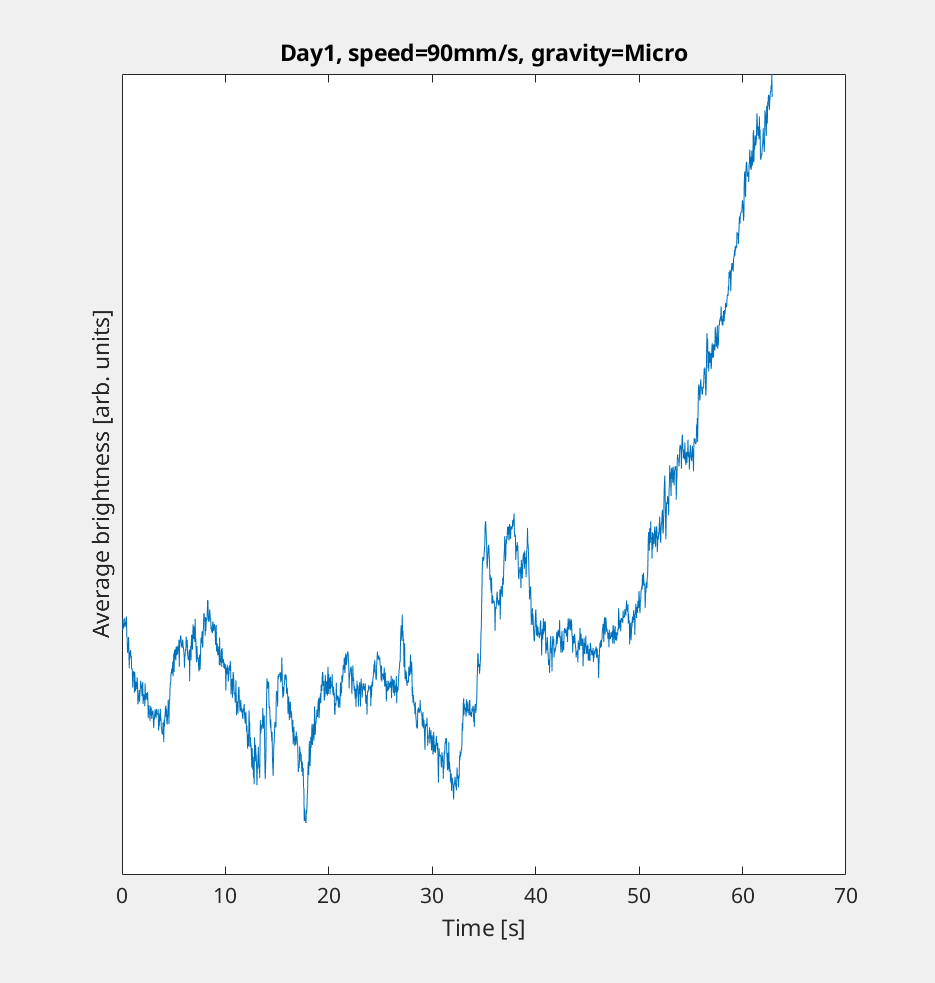 Day1, speed=90mm/s, gravity=Micro
Average brightness [arb. units]
0 10 20 30 40 50 60 70
Time [s]